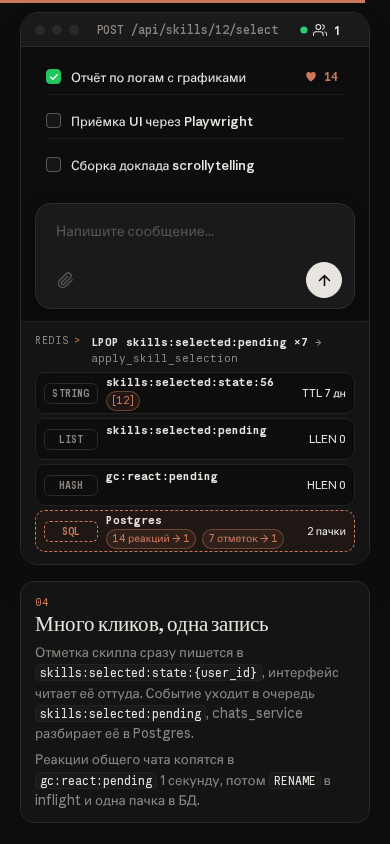 POST /api/skills/12/select 1
Отчёт по логам с графиками 14
Приёмка UI через Playwright
Сборка доклада scrollytelling
Напишите сообщение…
REDIS > LPOP skills:selected:pending ×7 →
apply_skill_selection
STRING skills:selected:state:56 [12] TTL 7 дн
LIST skills:selected:pending LLEN 0
HASH gc:react:pending HLEN 0
SQL Postgres 14 реакций → 1 7 отметок → 1 2 пачки
04
Много кликов, одна запись
Отметка скилла сразу пишется в
skills:selected:state:{user_id}, интерфейс
читает её оттуда. Событие уходит в очередь
skills:selected:pending, chats_service
разбирает её в Postgres.
Реакции общего чата копятся в
gc:react:pending 1 секунду, потом RENAME в
inflight и одна пачка в БД.